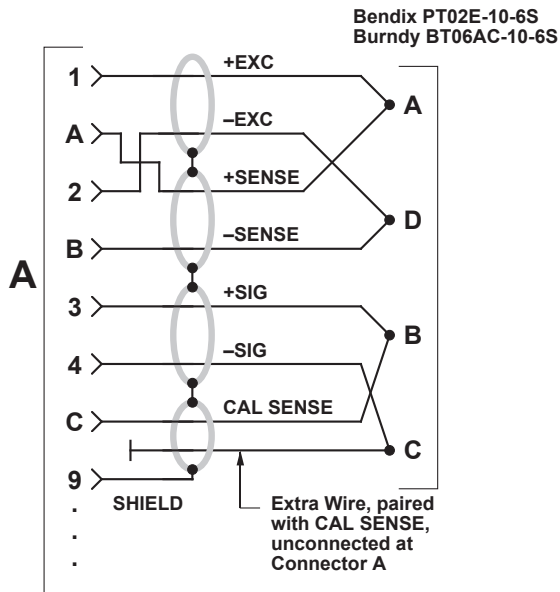 Bendix PT02E-10-6S
Burndy BT06AC-10-6S
A
1
+EXC
A
A
–EXC
2
+SENSE
D
B
–SENSE
3
+SIG
B
4
–SIG
C
CAL SENSE
C
9
SHIELD
Extra Wire, paired
with CAL SENSE,
unconnected at
Connector A